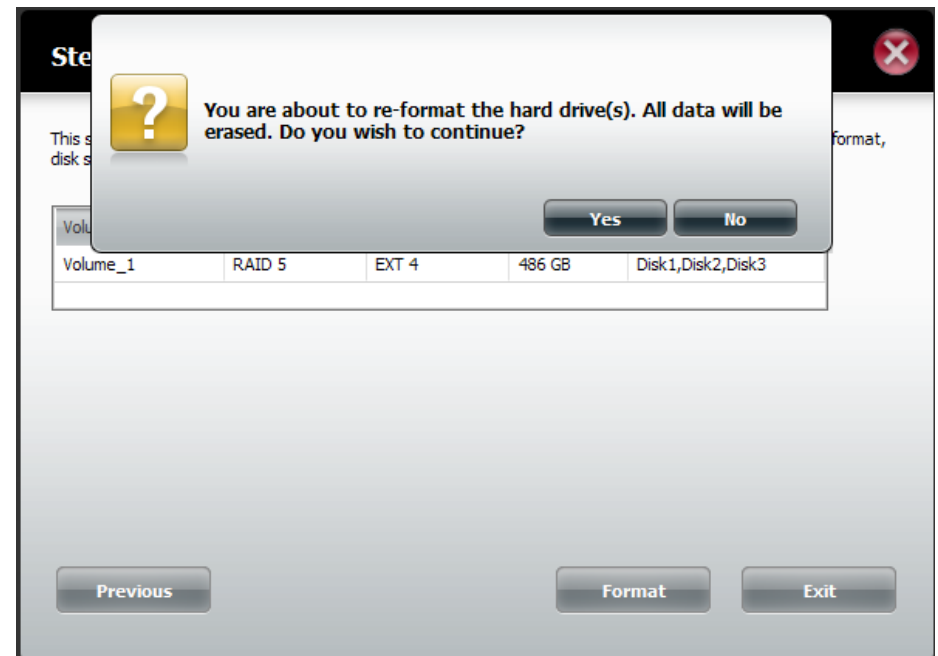 Ste
You are about to re-format the hard drive(s). All data will be
erased. Do you wish to continue?
This s
format,
disk s
Yes No
Volu
Volume_1 RAID 5 EXT 4 486 GB Disk1,Disk2,Disk3
Previous Format Exit